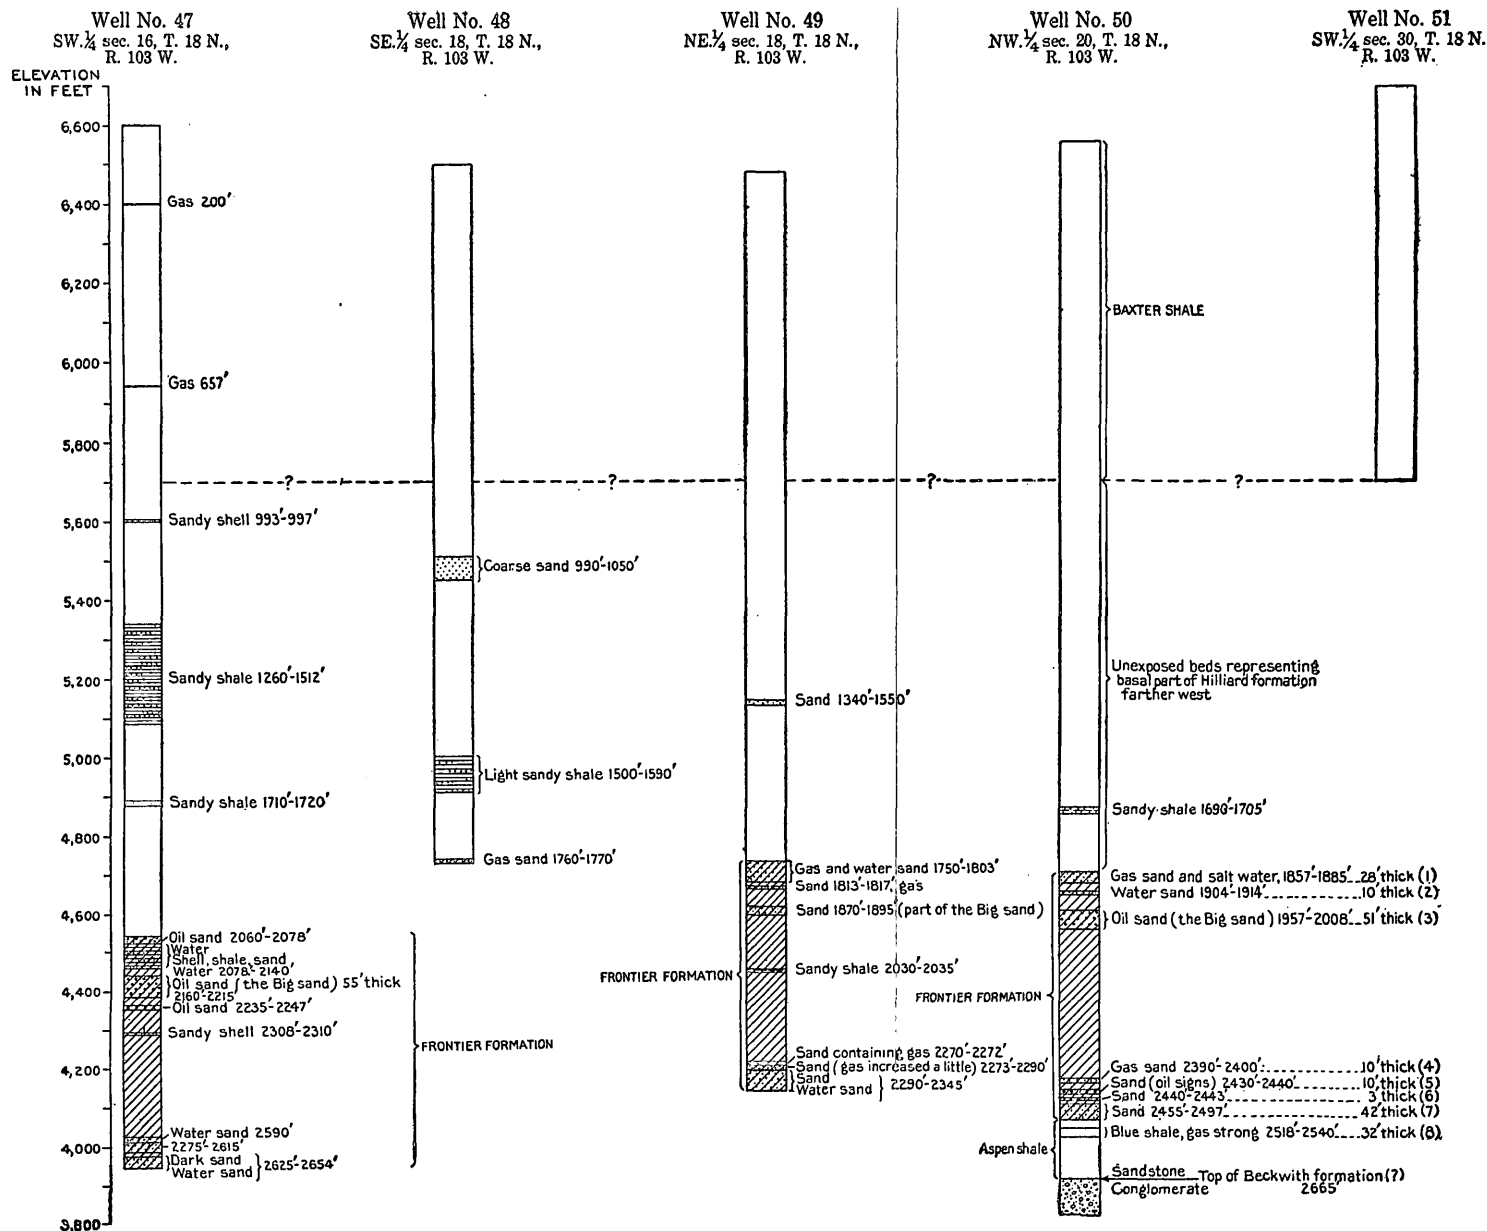 Well No. 47
SW.¼ sec. 16, T. 18 N.,
R. 103 W.
Well No. 48
SE.¼ sec. 18, T. 18 N.,
R. 103 W.
Well No. 49
NE.¼ sec. 18, T. 18 N.,
R. 103 W.
Well No. 50
NW.¼ sec. 20, T. 18 N.,
R. 103 W.
Well No. 51
SW.¼ sec. 30, T. 18 N.
R. 103 W.
ELEVATION
IN FEET
6,600
6,400
6,200
6,000
5,800
5,600
5,400
5,200
5,000
4,800
4,600
4,400
4,200
4,000
3,800
Gas 200'
Gas 657'
? ? ? ?
Sandy shell 993'-997'
Sandy shale 1260'-1512'
Sandy shale 1710'-1720'
Oil sand 2060'-2078'
Water
Shell, shale, sand
Water 2078'-2140'
Oil sand (the Big sand) 55' thick
2160'-2215'
Oil sand 2235'-2247'
Sandy shell 2308'-2310'
Water sand 2590'
2275'-2615'
Dark sand
Water sand
2625'-2654'
FRONTIER FORMATION
Coarse sand 990'-1050'
Light sandy shale 1500'-1590'
Gas sand 1760'-1770'
Sand 1340'-1550'
Gas and water sand 1750'-1803'
Sand 1813'-1817', gas
Sand 1870'-1895' (part of the Big sand)
Sandy shale 2030'-2035'
FRONTIER FORMATION
Sand containing gas 2270'-2272'
Sand (gas increased a little) 2273'-2290'
Sand
Water sand
2290'-2345'
BAXTER SHALE
Unexposed beds representing
basal part of Hilliard formation
farther west
Sandy shale 1690'-1705'
Gas sand and salt water, 1857'-1885' 28' thick (1)
Water sand 1904'-1914' 10' thick (2)
Oil sand (the Big sand) 1957'-2008' 51' thick (3)
FRONTIER FORMATION
Gas sand 2390'-2400' 10' thick (4)
Sand (oil signs) 2430'-2440' 10' thick (5)
Sand 2440'-2443' 3' thick (6)
Sand 2455'-2497' 42' thick (7)
Blue shale, gas strong 2518'-2540' 32' thick (8)
Aspen shale
Sandstone Top of Beckwith formation (?)
Conglomerate 2665'